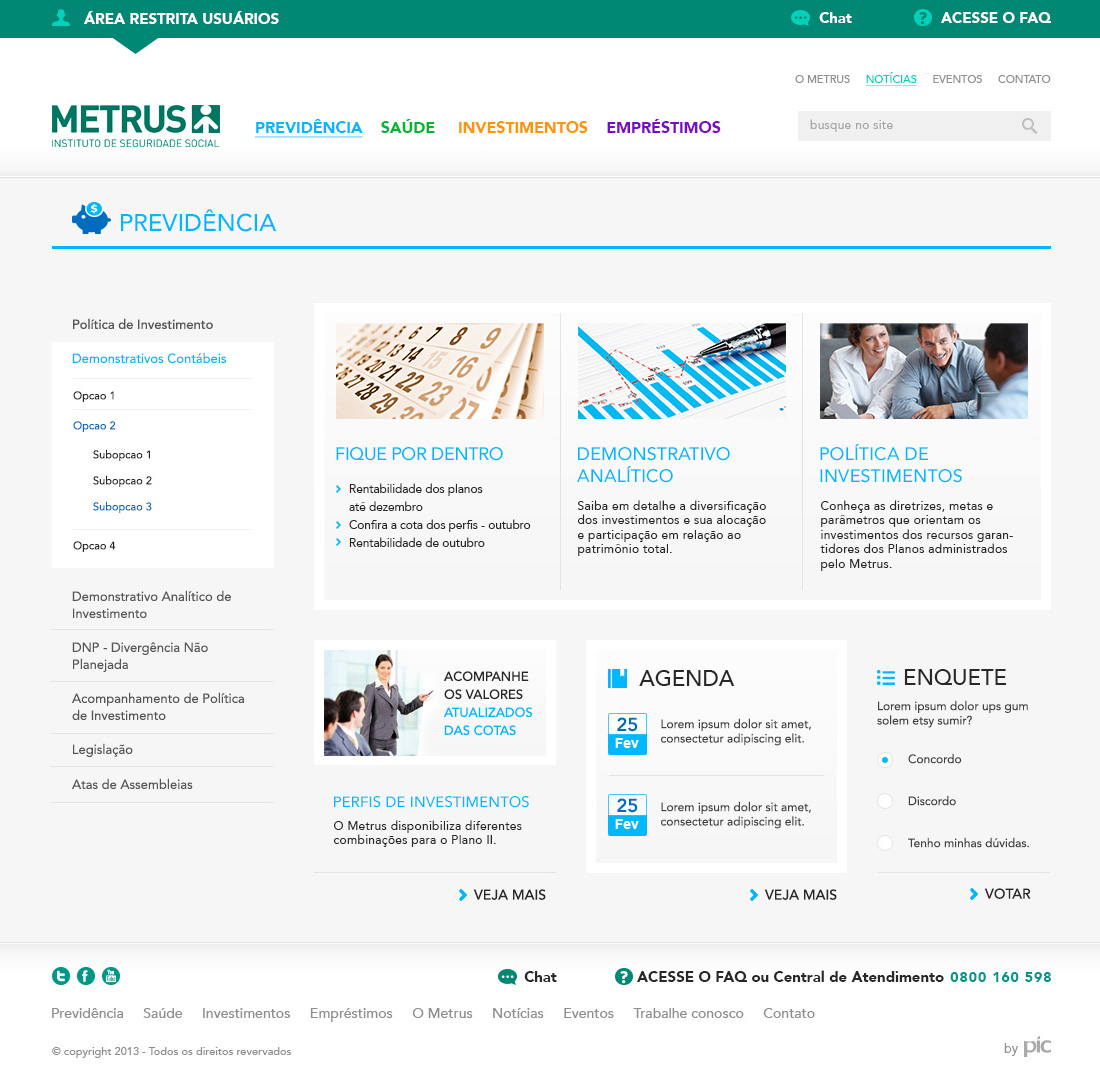 ÁREA RESTRITA USUÁRIOS
Chat
ACESSE O FAQ
O METRUS NOTÍCIAS EVENTOS CONTATO
METRUS
INSTITUTO DE SEGURIDADE SOCIAL
PREVIDÊNCIA SAÚDE INVESTIMENTOS EMPRÉSTIMOS
busque no site
$
PREVIDÊNCIA
Política de Investimento
Demonstrativos Contábeis
Opcao 1
Opcao 2
Subopcao 1
Subopcao 2
Subopcao 3
Opcao 4
Demonstrativo Analítico de
Investimento
DNP - Divergência Não
Planejada
Acompanhamento de Política
de Investimento
Legislação
Atas de Assembleias
FIQUE POR DENTRO
Rentabilidade dos planos
até dezembro
Confira a cota dos perfis - outubro
Rentabilidade de outubro
DEMONSTRATIVO
ANALÍTICO
Saiba em detalhe a diversificação
dos investimentos e sua alocação
e participação em relação ao
patrimônio total.
POLÍTICA DE
INVESTIMENTOS
Conheça as diretrizes, metas e
parâmetros que orientam os
investimentos dos recursos garan-
tidores dos Planos administrados
pelo Metrus.
ACOMPANHE
OS VALORES
ATUALIZADOS
DAS COTAS
PERFIS DE INVESTIMENTOS
O Metrus disponibiliza diferentes
combinações para o Plano II.
VEJA MAIS
AGENDA
25
Fev
Lorem ipsum dolor sit amet,
consectetur adipiscing elit.
25
Fev
Lorem ipsum dolor sit amet,
consectetur adipiscing elit.
VEJA MAIS
ENQUETE
Lorem ipsum dolor ups gum
solem etsy sumir?
Concordo
Discordo
Tenho minhas dúvidas.
VOTAR
Chat
ACESSE O FAQ ou Central de Atendimento 0800 160 598
Previdência Saúde Investimentos Empréstimos O Metrus Notícias Eventos Trabalhe conosco Contato
© copyright 2013 - Todos os direitos revervados
by pic